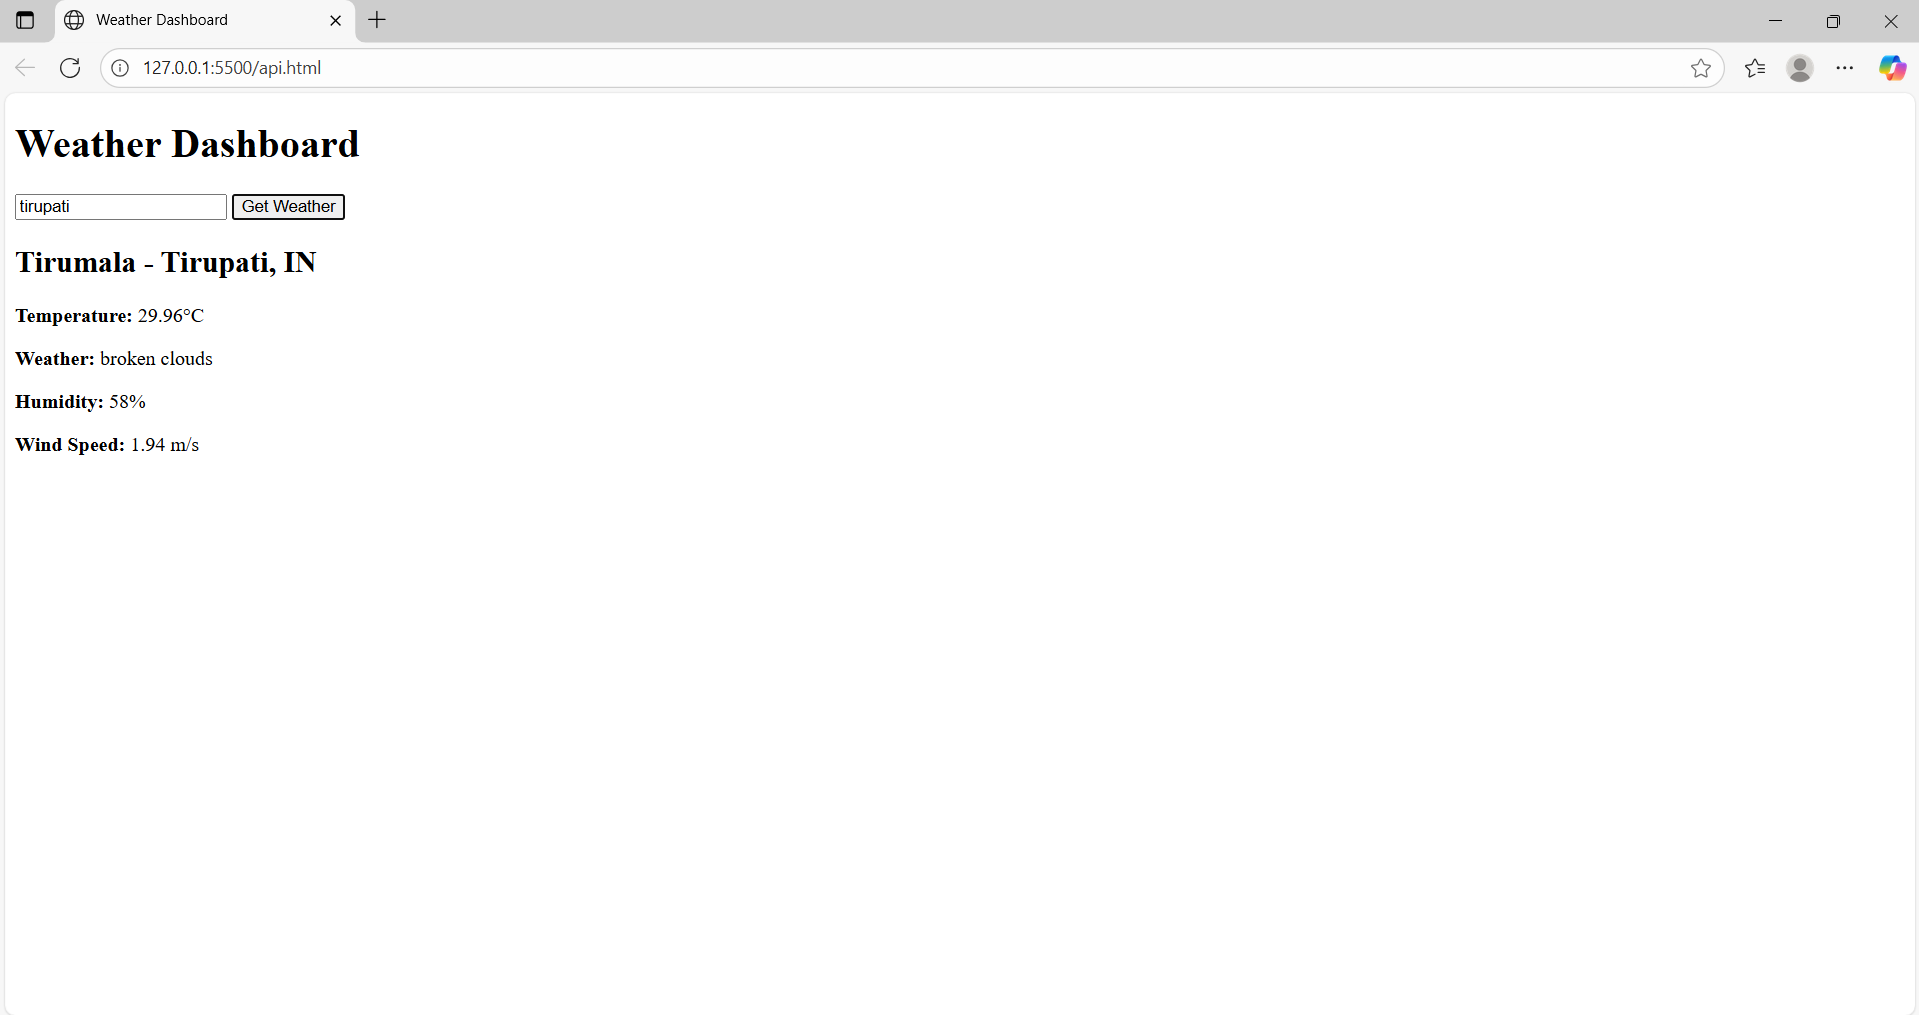 Weather Dashboard
127.0.0.1:5500/api.html
Weather Dashboard
tirupati Get Weather
Tirumala - Tirupati, IN
Temperature: 29.96°C
Weather: broken clouds
Humidity: 58%
Wind Speed: 1.94 m/s